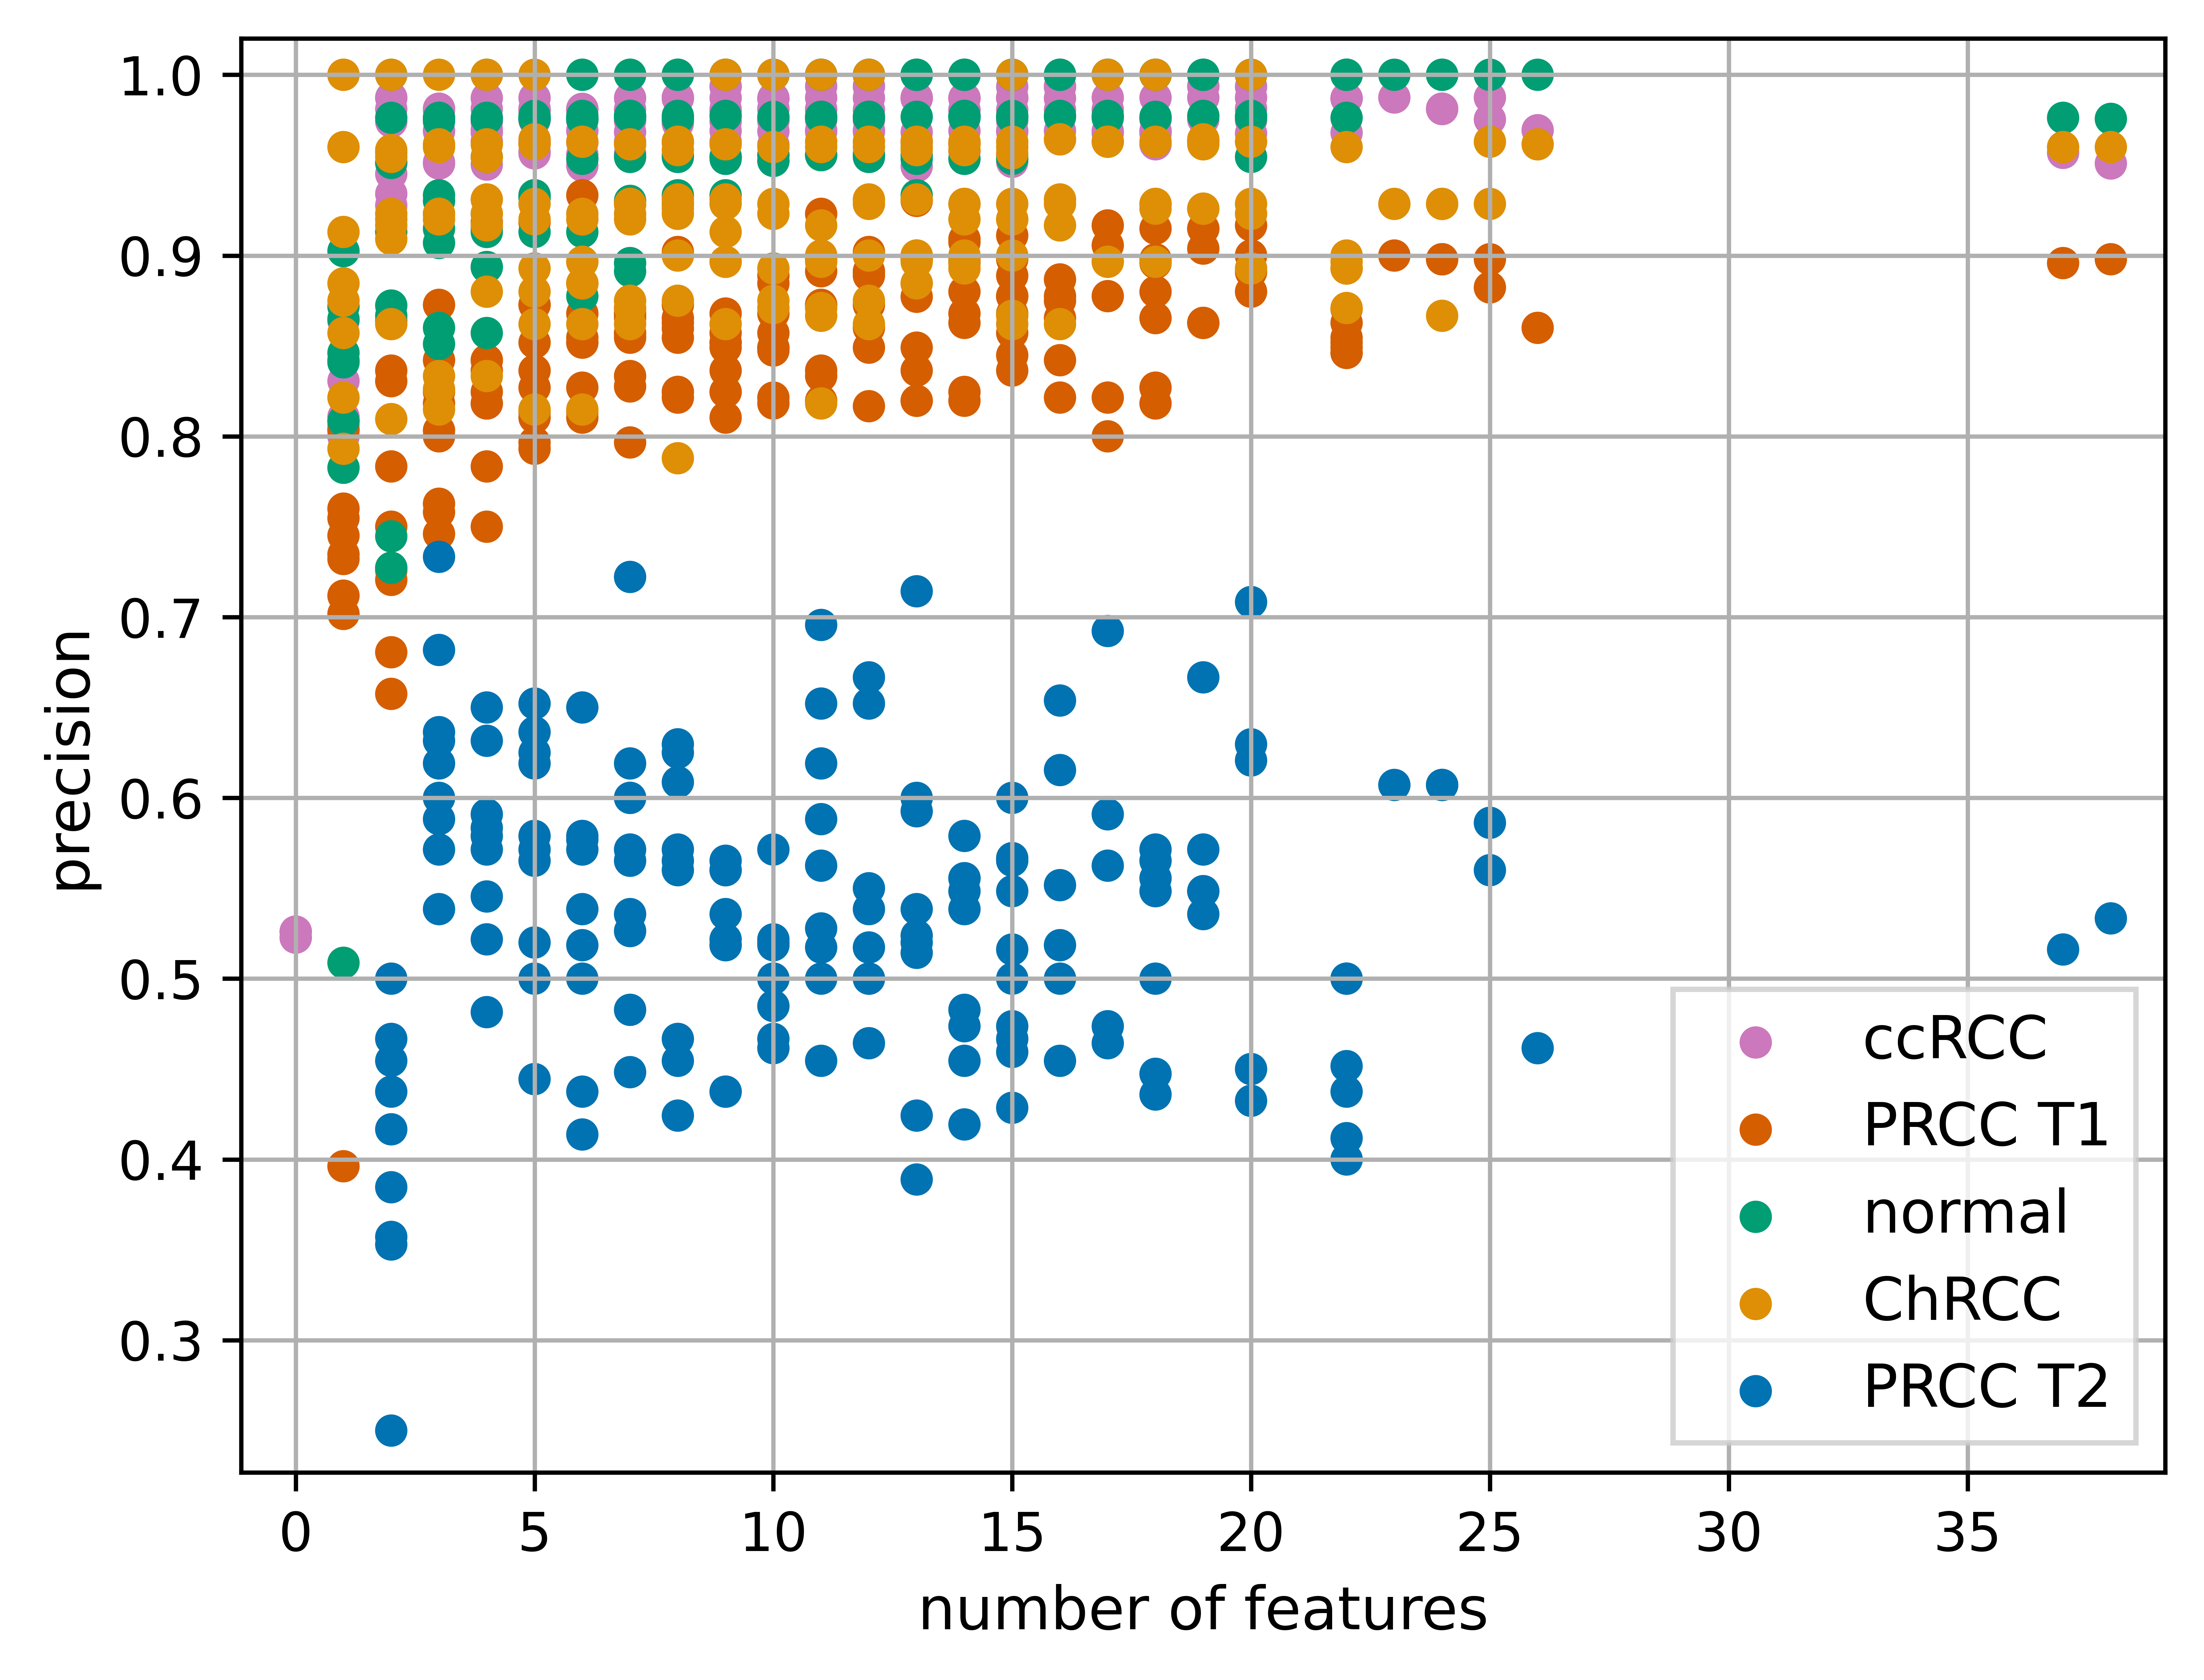 1.0
0.9
0.8
0.7
0.6
0.5
0.4
0.3
precision
ccRCC
PRCC T1
normal
ChRCC
PRCC T2
0 5 10 15 20 25 30 35
number of features